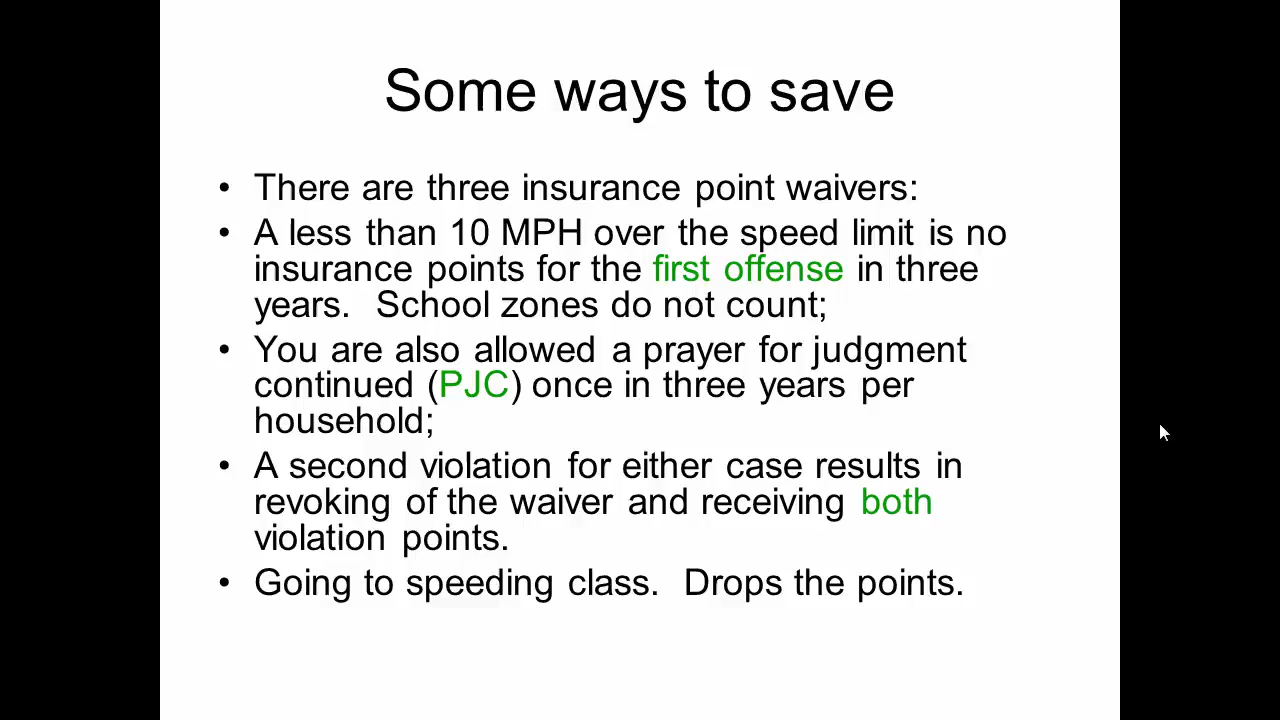 Some ways to save
• There are three insurance point waivers:
• A less than 10 MPH over the speed limit is no
insurance points for the first offense in three
years.  School zones do not count;
• You are also allowed a prayer for judgment
continued (PJC) once in three years per
household;
• A second violation for either case results in
revoking of the waiver and receiving both
violation points.
• Going to speeding class.  Drops the points.